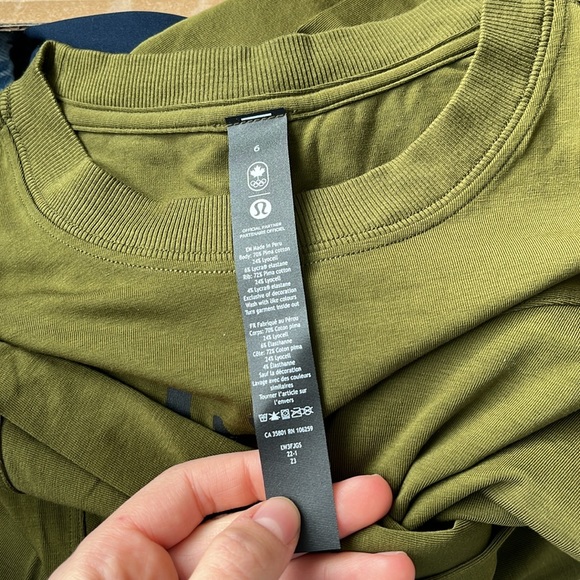 6
OFFICIAL PARTNER
PARTENAIRE OFFICIEL
EN Made in Peru
Body: 70% Pima cotton
24% Lyocell
6% Lycra® elastane
Rib: 72% Pima cotton
24% Lyocell
4% Lycra® elastane
Exclusive of decoration
Wash with like colours
Turn garment inside out
FR Fabriqué au Pérou
Corps: 70% Coton pima
24% Lyocell
6% Élasthanne
Côte: 72% Coton pima
24% Lyocell
4% Élasthanne
Sauf la décoration
Lavage avec des couleurs
similaires
Tourner l'article sur
l'envers
CA 35801 RN 106259
LW3FJGS
22-1
Z3